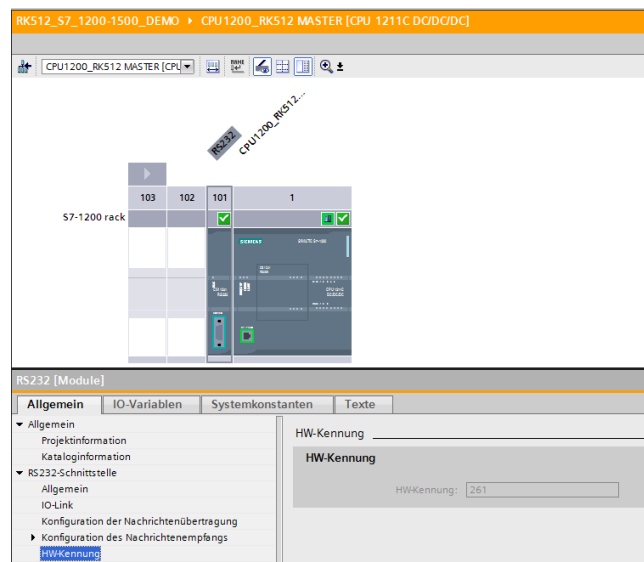 RK512_S7_1200-1500_DEMO ▸ CPU1200_RK512 MASTER [CPU 1211C DC/DC/DC]
CPU1200_RK512 MASTER [CPU
RS232
CPU1200_RK512...
103 102 101 1
S7-1200 rack
SIEMENS
RS232 [Module]
Allgemein IO-Variablen Systemkonstanten Texte
Allgemein
Projektinformation
Kataloginformation
RS232-Schnittstelle
Allgemein
IO-Link
Konfiguration der Nachrichtenübertragung
Konfiguration des Nachrichtenempfangs
HW-Kennung
HW-Kennung
HW-Kennung
HW-Kennung: 261